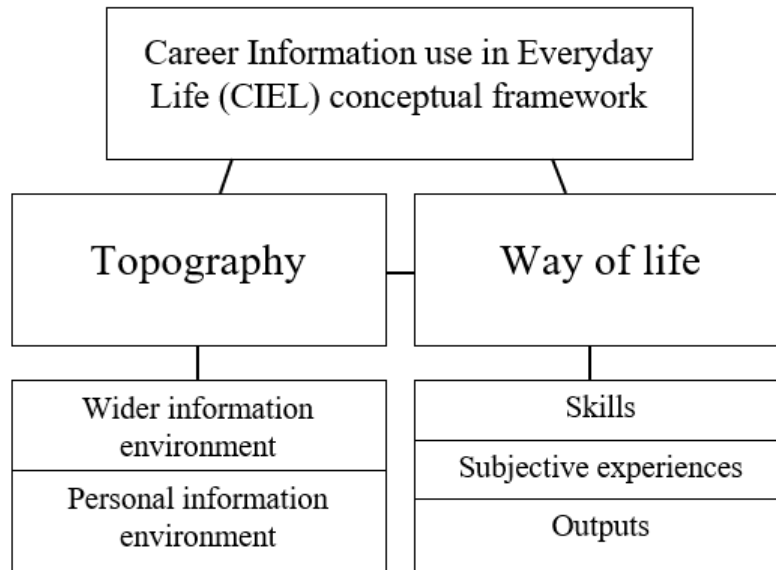 Career Information use in Everyday
Life (CIEL) conceptual framework
Topography
Way of life
Wider information
environment
Personal information
environment
Skills
Subjective experiences
Outputs